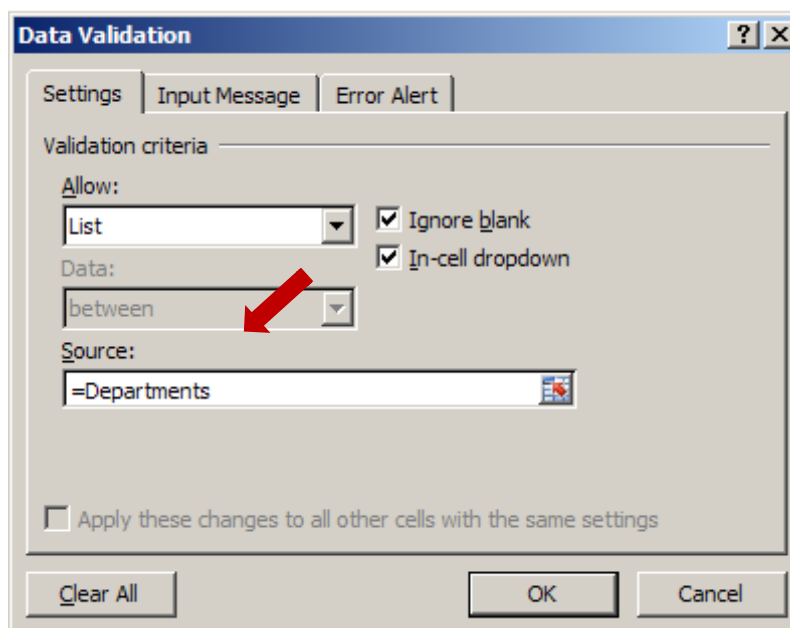 Data Validation
Settings Input Message Error Alert
Validation criteria
Allow:
List
Ignore blank
In-cell dropdown
Data:
between
Source:
=Departments
Apply these changes to all other cells with the same settings
Clear All OK Cancel